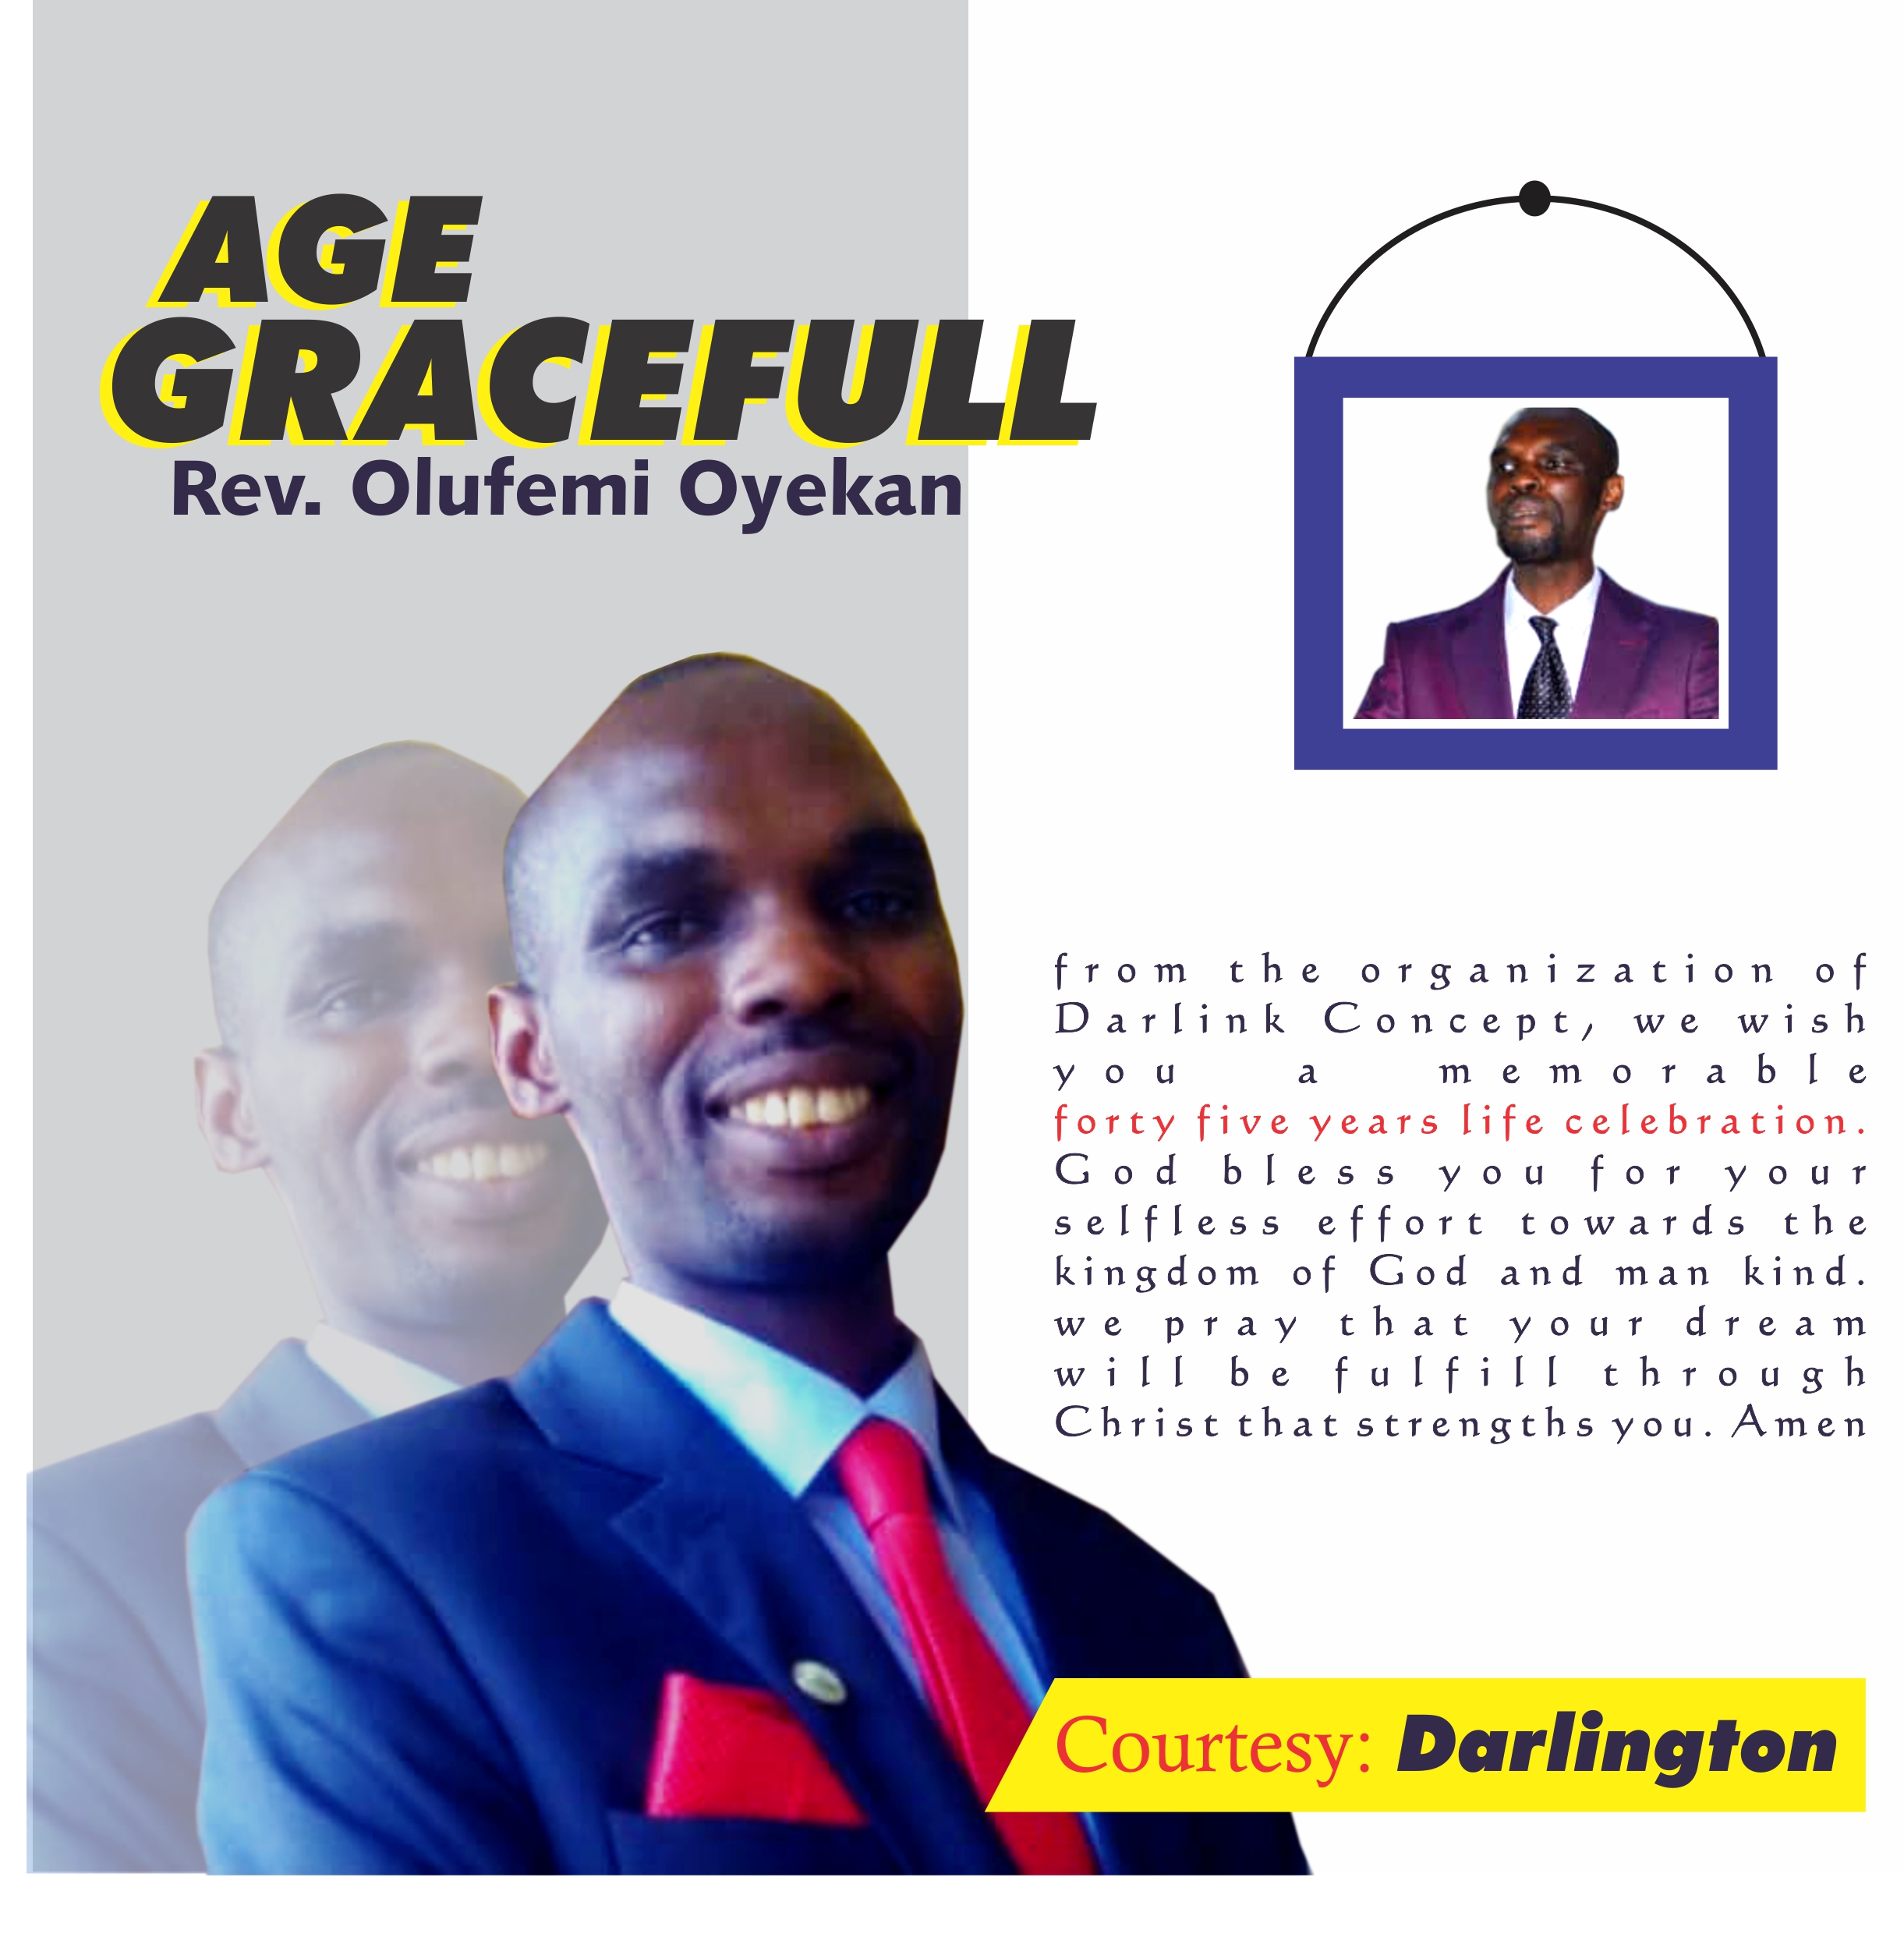 AGE
GRACEFULL
Rev. Olufemi Oyekan
from the organization of
Darlink Concept, we wish
you a memorable
forty five years life celebration.
God bless you for your
selfless effort towards the
kingdom of God and man kind.
we pray that your dream
will be fulfill through
Christ that strengths you. Amen
Courtesy: Darlington